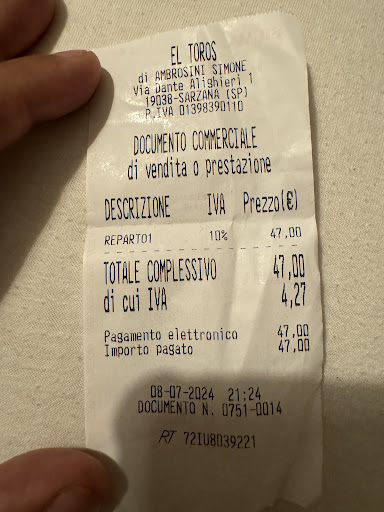 EL TOROS
di AMBROSINI SIMONE
Via Dante Alighieri 1
19038-SARZANA (SP)
P.IVA 01398390110
DOCUMENTO COMMERCIALE
di vendita o prestazione
DESCRIZIONE IVA Prezzo(€)
REPARTO1 10% 47,00
TOTALE COMPLESSIVO 47,00
di cui IVA 4,27
Pagamento elettronico 47,00
Importo pagato 47,00
08-07-2024 21:24
DOCUMENTO N. 0751-0014
RT 72IU8039221